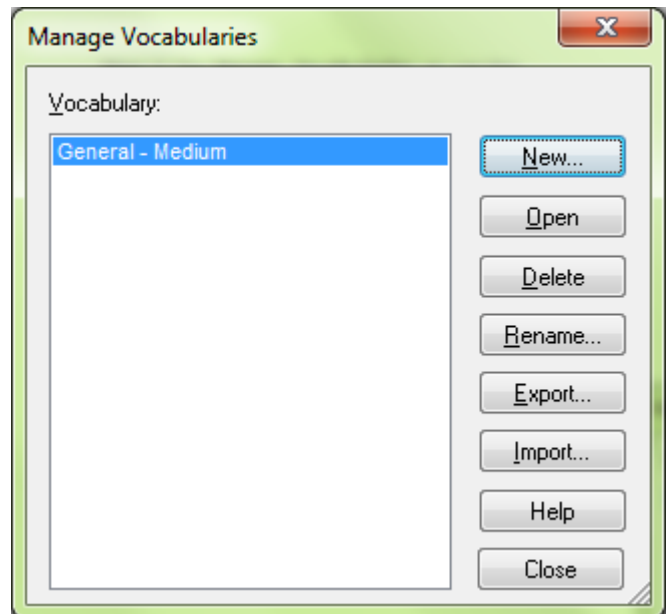 Manage Vocabularies
Vocabulary:
General - Medium
New...
Open
Delete
Rename...
Export...
Import...
Help
Close